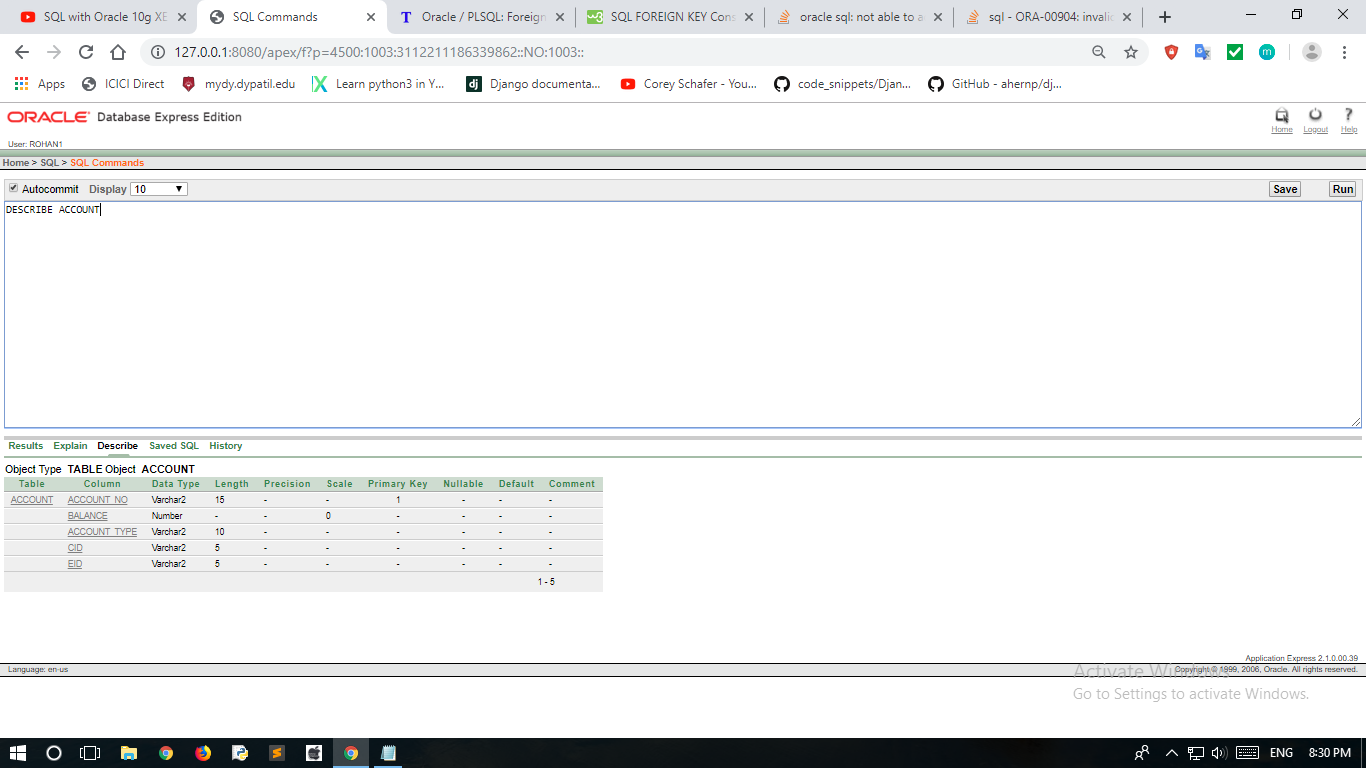 SQL with Oracle 10g XE
SQL Commands
Oracle / PLSQL: Foreign
SQL FOREIGN KEY Cons
oracle sql: not able to a
sql - ORA-00904: invalic
127.0.0.1:8080/apex/f?p=4500:1003:3112211186339862::NO:1003::
Apps ICICI Direct mydy.dypatil.edu Learn python3 in Y... Django documenta... Corey Schafer - You... code_snippets/Djan... GitHub - ahernp/dj...
ORACLE Database Express Edition
Home Logout Help
User: ROHAN1
Home > SQL > SQL Commands
Autocommit Display 10 Save Run
DESCRIBE ACCOUNT
Results Explain Describe Saved SQL History
Object Type TABLE Object ACCOUNT
Table Column Data Type Length Precision Scale Primary Key Nullable Default Comment
ACCOUNT ACCOUNT_NO Varchar2 15 - - 1 - - -
BALANCE Number - - 0 - - - -
ACCOUNT_TYPE Varchar2 10 - - - - - -
CID Varchar2 5 - - - - - -
EID Varchar2 5 - - - - - -
1 - 5
Application Express 2.1.0.00.39
Language: en-us Copyright © 1999, 2006, Oracle. All rights reserved.
Activate Windows
Go to Settings to activate Windows.
ENG 8:30 PM